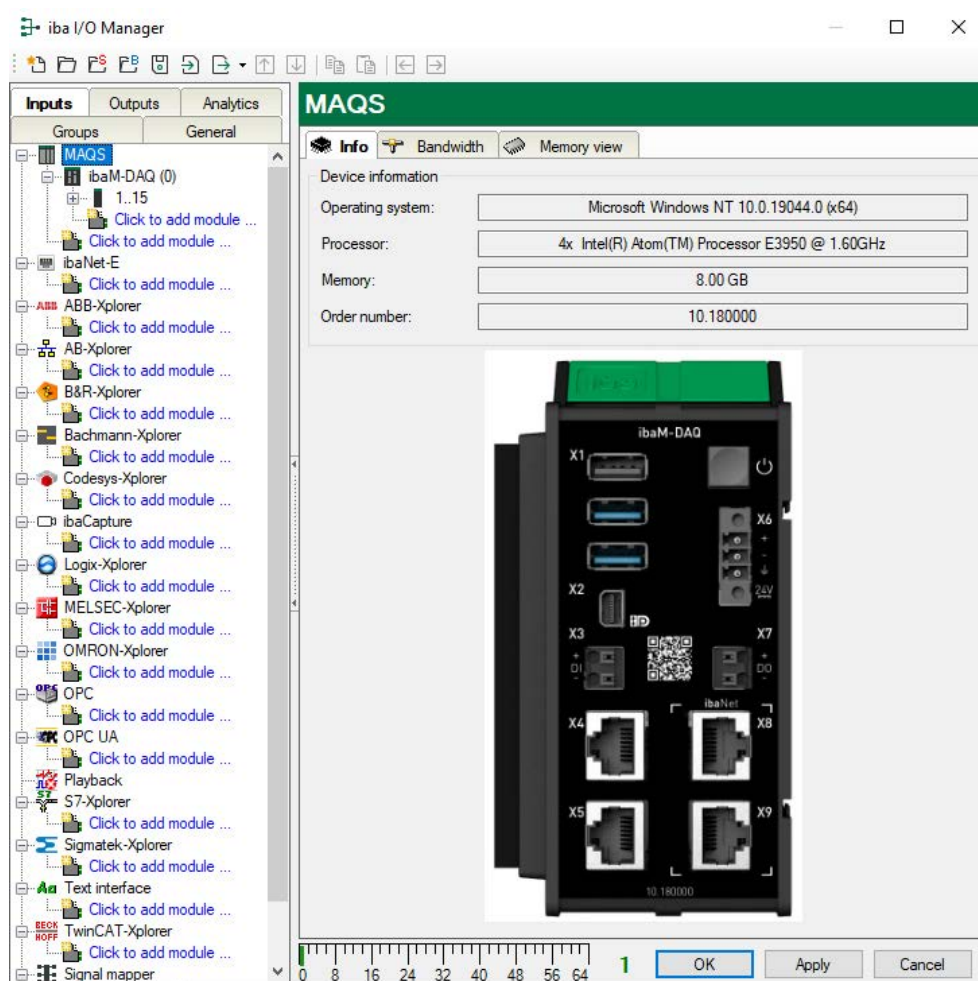 iba I/O Manager
Inputs
Outputs
Analytics
Groups
General
MAQS
ibaM-DAQ (0)
1..15
Click to add module ...
Click to add module ...
ibaNet-E
Click to add module ...
ABB ABB-Xplorer
Click to add module ...
AB-Xplorer
Click to add module ...
B&R-Xplorer
Click to add module ...
Bachmann-Xplorer
Click to add module ...
Codesys-Xplorer
Click to add module ...
ibaCapture
Click to add module ...
Logix-Xplorer
Click to add module ...
MELSEC-Xplorer
Click to add module ...
OMRON-Xplorer
Click to add module ...
OPC OPC
Click to add module ...
OPC UA
Click to add module ...
Playback
S7 S7-Xplorer
Click to add module ...
Sigmatek-Xplorer
Click to add module ...
Aa Text interface
Click to add module ...
BECK HOFF TwinCAT-Xplorer
Click to add module ...
Signal mapper
MAQS
Info
Bandwidth
Memory view
Device information
Operating system: Microsoft Windows NT 10.0.19044.0 (x64)
Processor: 4x Intel(R) Atom(TM) Processor E3950 @ 1.60GHz
Memory: 8.00 GB
Order number: 10.180000
ibaM-DAQ
X1
X6
+
-
24V
X2
X3
X7
+ DI -
+ DO -
ibaNet
X4
X8
X5
X9
10.180000
0 8 16 24 32 40 48 56 64
1
OK
Apply
Cancel